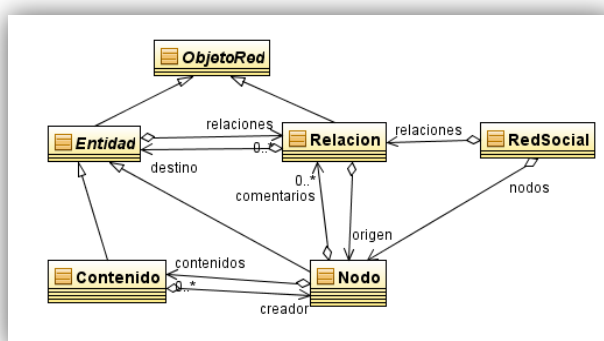 ObjetoRed
Entidad
relaciones
0..*
destino
Relacion
relaciones
RedSocial
0..*
comentarios
nodos
origen
Contenido
contenidos
0..*
creador
Nodo